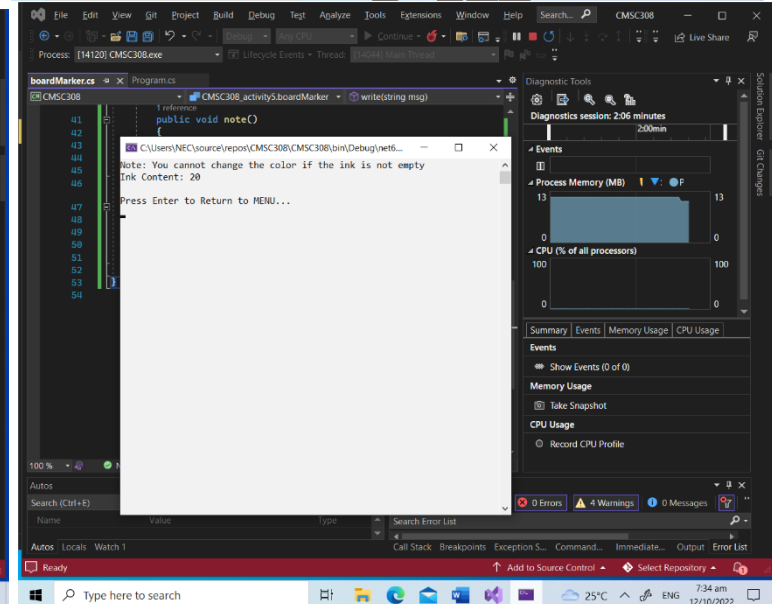 File Edit View Git Project Build Debug Test Analyze Tools Extensions Window Help Search... CMSC308
Debug Any CPU Continue Live Share
Process: [14120] CMSC308.exe Lifecycle Events Thread: [14044] Main Thread
boardMarker.cs Program.cs
CMSC308 CMSC308_activity5.boardMarker write(string msg)
1 reference
41 public void note()
42 {
43
44
45
46
47
48
49
50
51
52
53 }
54
C:\Users\NEC\source\repos\CMSC308\CMSC308\bin\Debug\net6...
Note: You cannot change the color if the ink is not empty
Ink Content: 20
Press Enter to Return to MENU...
Diagnostic Tools
Diagnostics session: 2:06 minutes
2:00min
Events
Process Memory (MB) P
13 13
0 0
CPU (% of all processors)
100 100
0 0
Summary Events Memory Usage CPU Usage
Events
Show Events (0 of 0)
Memory Usage
Take Snapshot
CPU Usage
Record CPU Profile
Solution Explorer
Git Changes
100 %
Autos
Search (Ctrl+E)
Name Value Type
Autos Locals Watch 1
0 Errors 4 Warnings 0 Messages
Search Error List
Call Stack Breakpoints Exception S... Command... Immediate... Output Error List
Ready Add to Source Control Select Repository 1
Type here to search 25°C ENG 7:34 am
12/10/2022